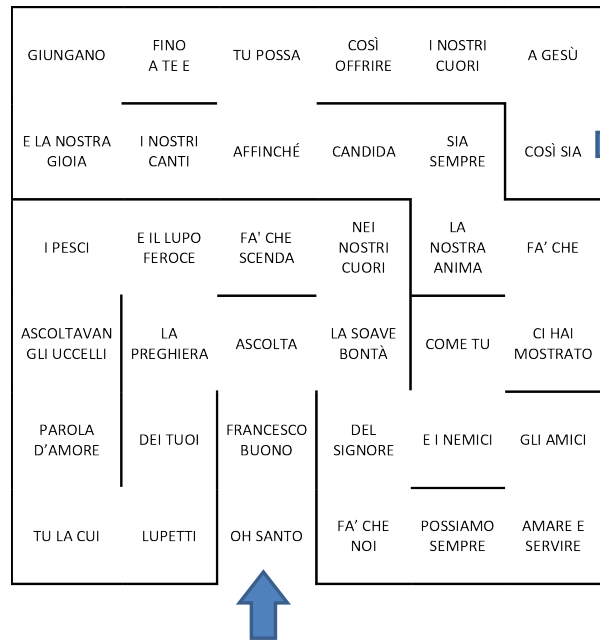 GIUNGANO
FINO
A TE E
TU POSSA
COSÌ
OFFRIRE
I NOSTRI
CUORI
A GESÙ
E LA NOSTRA
GIOIA
I NOSTRI
CANTI
AFFINCHÉ
CANDIDA
SIA
SEMPRE
COSÌ SIA
I PESCI
E IL LUPO
FEROCE
FA' CHE
SCENDA
NEI
NOSTRI
CUORI
LA
NOSTRA
ANIMA
FA’ CHE
ASCOLTAVAN
GLI UCCELLI
LA
PREGHIERA
ASCOLTA
LA SOAVE
BONTÀ
COME TU
CI HAI
MOSTRATO
PAROLA
D’AMORE
DEI TUOI
FRANCESCO
BUONO
DEL
SIGNORE
E I NEMICI
GLI AMICI
TU LA CUI
LUPETTI
OH SANTO
FA’ CHE
NOI
POSSIAMO
SEMPRE
AMARE E
SERVIRE